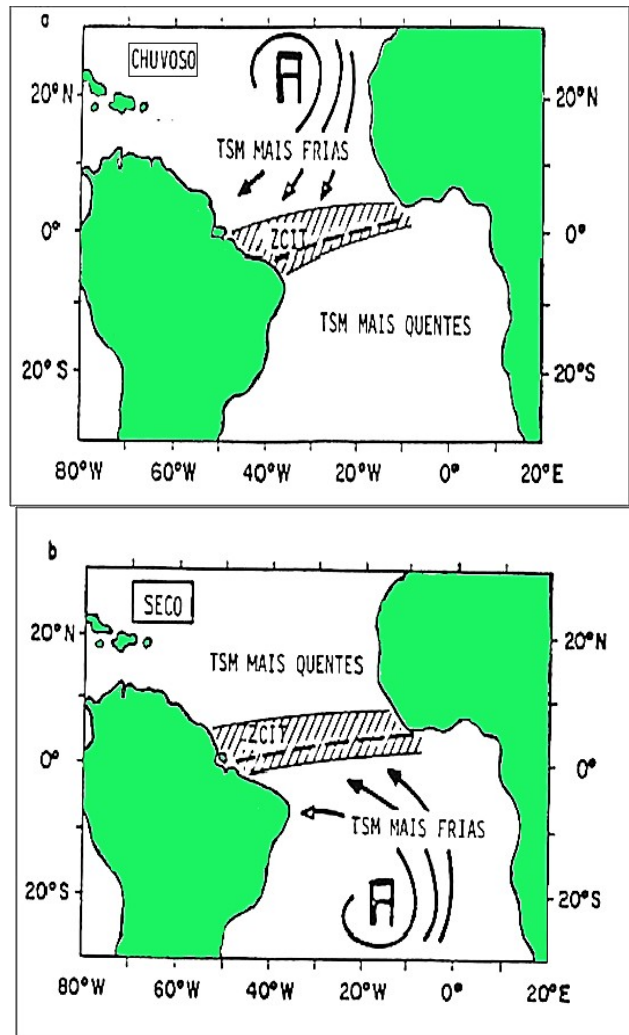 a
CHUVOSO
A
20°N
20°N
TSM MAIS FRIAS
0°
0°
ZCIT
TSM MAIS QUENTES
20°S
20°S
80°W 60°W 40°W 20°W 0° 20°E
b
SECO
20°N
20°N
TSM MAIS QUENTES
ZCIT
0°
0°
TSM MAIS FRIAS
A
20°S
20°S
80°W 60°W 40°W 20°W 0° 20°E